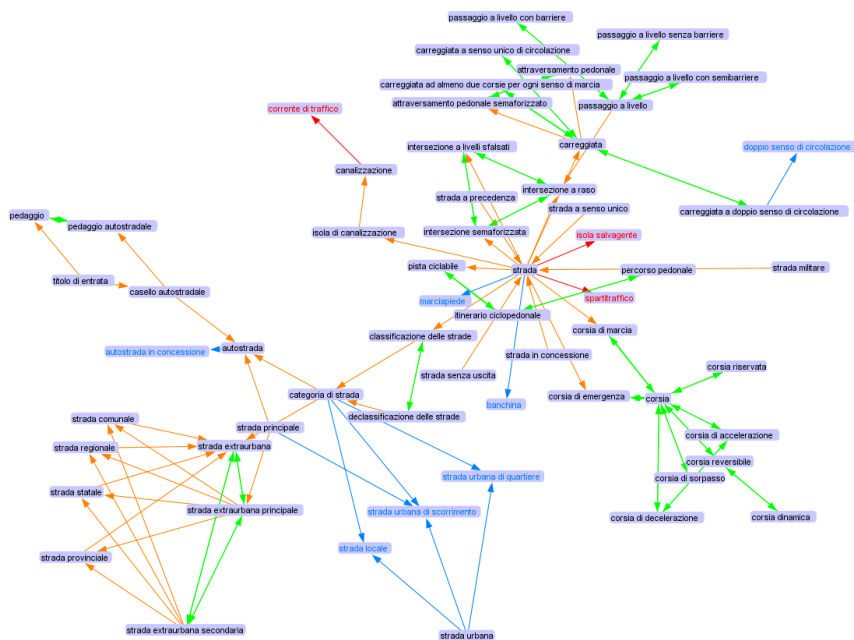 passaggio a livello con barriere
passaggio a livello senza barriere
carreggiata a senso unico di circolazione
attraversamento pedonale
passaggio a livello con semibarriere
carreggiata ad almeno due corsie per ogni senso di marcia
attraversamento pedonale semaforizzato
passaggio a livello
corrente di traffico
intersezione a livelli sfalsati
carreggiata
doppio senso di circolazione
canalizzazione
intersezione a raso
strada a precedenza
strada a senso unico
carreggiata a doppio senso di circolazione
pedaggio
pedaggio autostradale
isola di canalizzazione
intersezione semaforizzata
isola salvagente
pista ciclabile
strada
percorso pedonale
strada militare
titolo di entrata
casello autostradale
marciapiede
spartitraffico
itinerario ciclopedonale
corsia di marcia
classificazione delle strade
autostrada in concessione
autostrada
strada in concessione
strada senza uscita
corsia riservata
categoria di strada
banchina
corsia di emergenza
corsia
strada comunale
strada principale
declassificazione delle strade
corsia di accelerazione
strada regionale
strada extraurbana
corsia reversibile
strada urbana di quartiere
corsia di sorpasso
strada statale
strada extraurbana principale
strada urbana di scorrimento
corsia di decelerazione
corsia dinamica
strada locale
strada provinciale
strada extraurbana secondaria
strada urbana